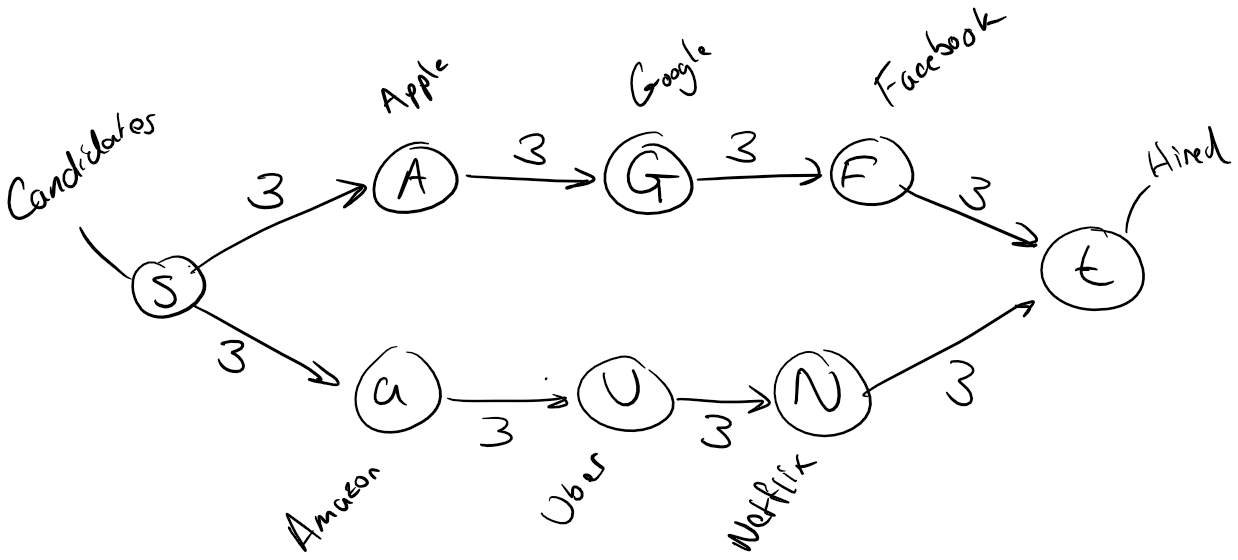 Candidates
Apple
Google
Facebook
Hired
3
3
3
3
S
A
G
F
t
3
3
3
3
a
U
N
Amazon
Uber
Netflix